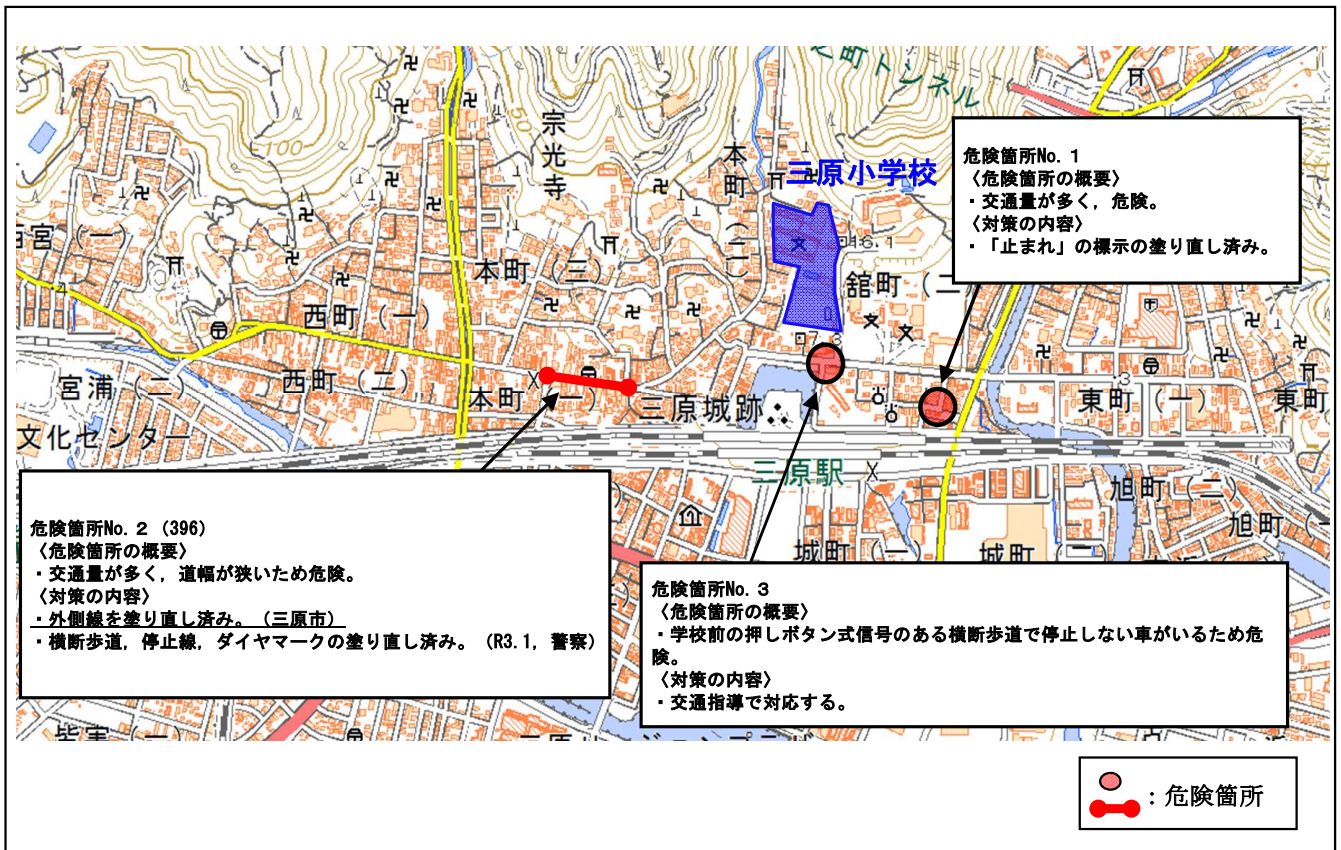 之町トンネル
宗光寺
本町(二)
三原小学校
16.1
舘町(二
本町(三)
西町(一)
西町(二)
宮浦(二)
文化センター
本町(一)
三原城跡
三原駅
東町(一)
東町
旭町(二)
旭町(一
城町(一)
城町(
100
50
危険箇所No. 1
〈危険箇所の概要〉
・交通量が多く，危険。
〈対策の内容〉
・「止まれ」の標示の塗り直し済み。
危険箇所No. 2 (396)
〈危険箇所の概要〉
・交通量が多く，道幅が狭いため危険。
〈対策の内容〉
・外側線を塗り直し済み。（三原市）
・横断歩道，停止線，ダイヤマークの塗り直し済み。（R3.1，警察）
危険箇所No. 3
〈危険箇所の概要〉
・学校前の押しボタン式信号のある横断歩道で停止しない車がいるため危
険。
〈対策の内容〉
・交通指導で対応する。
：危険箇所